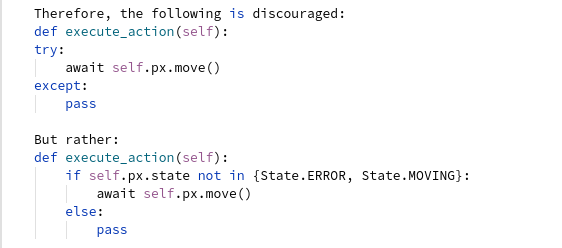 Therefore, the following is discouraged:
def execute_action(self):
try:
    await self.px.move()
except:
    pass

But rather:
def execute_action(self):
    if self.px.state not in {State.ERROR, State.MOVING}:
        await self.px.move()
    else:
        pass